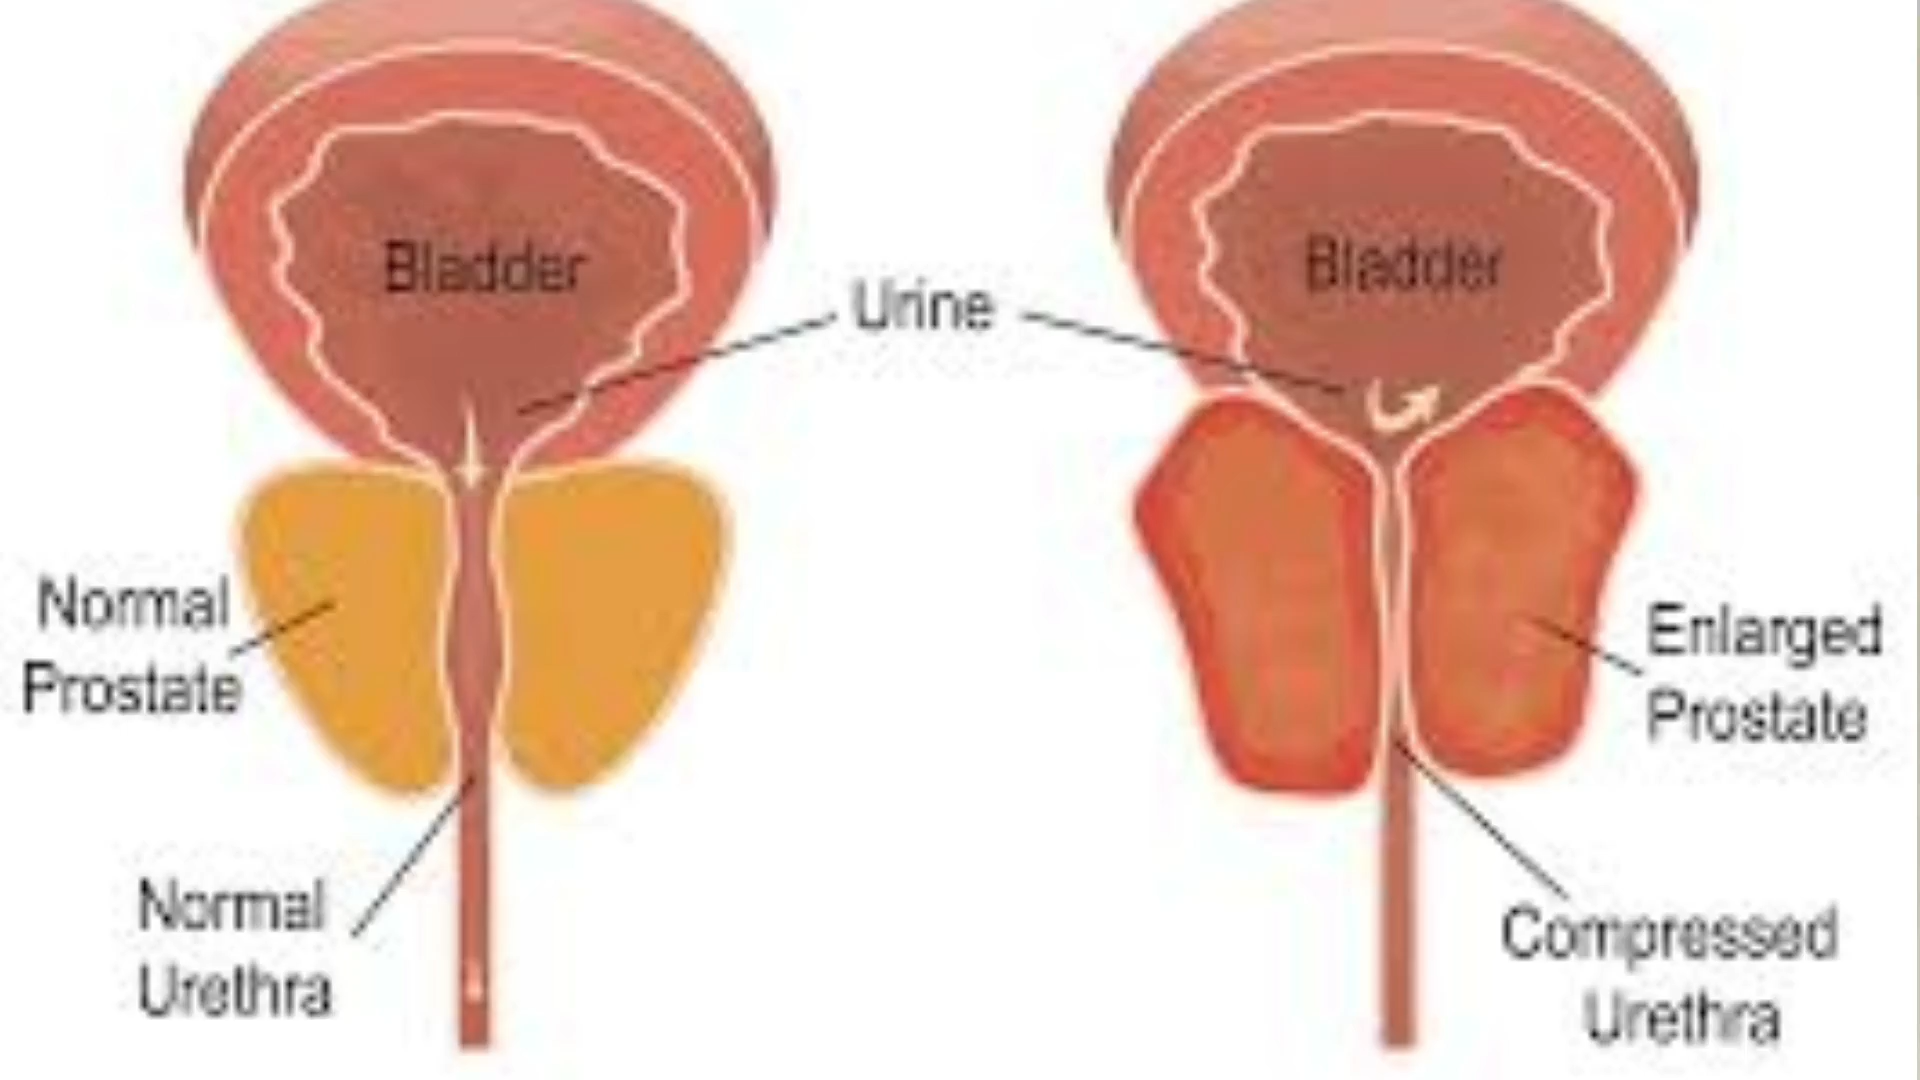 Bladder
Bladder
Urine
Normal
Prostate
Enlarged
Prostate
Normal
Urethra
Compressed
Urethra